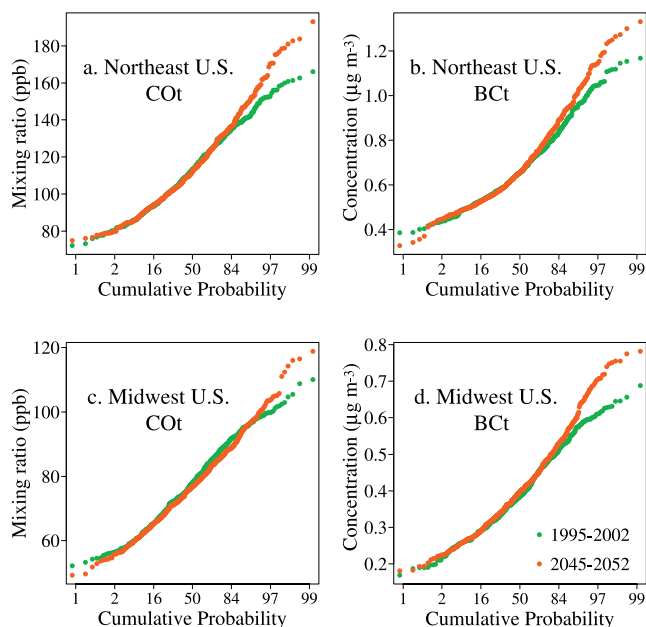 a. Northeast U.S.
COt
Mixing ratio (ppb)
180
160
140
120
100
80
1 2 16 50 84 97 99
Cumulative Probability
b. Northeast U.S.
BCt
Concentration (µg m-3)
1.2
1.0
0.8
0.6
0.4
1 2 16 50 84 97 99
Cumulative Probability
c. Midwest U.S.
COt
Mixing ratio (ppb)
120
100
80
60
1 2 16 50 84 97 99
Cumulative Probability
d. Midwest U.S.
BCt
Concentration (µg m-3)
0.8
0.7
0.6
0.5
0.4
0.3
0.2
1995-2002
2045-2052
1 2 16 50 84 97 99
Cumulative Probability